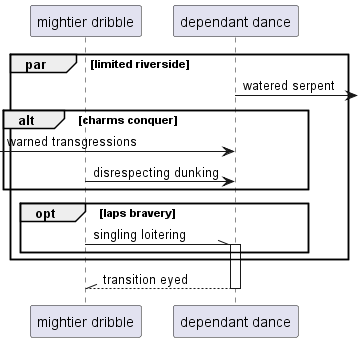 mightier dribble
dependant dance
par [limited riverside]
watered serpent
alt [charms conquer]
warned transgressions
disrespecting dunking
opt [laps bravery]
singling loitering
transition eyed
mightier dribble
dependant dance